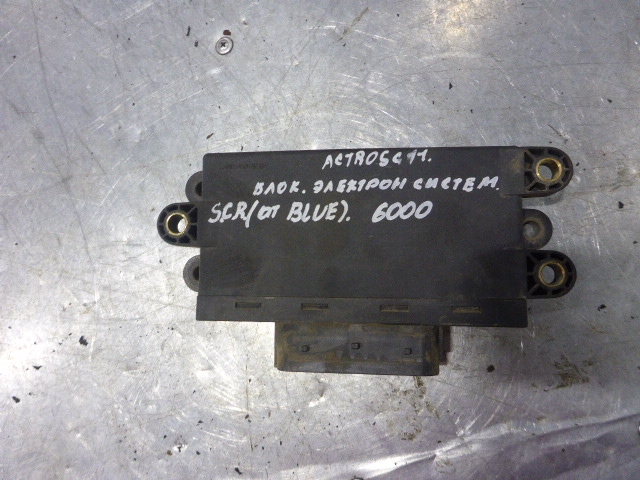 ACTROS C 11.
БЛОК. ЭЛЕКТРОН СИСТЕМ.
SCR(от BLUE). 6000